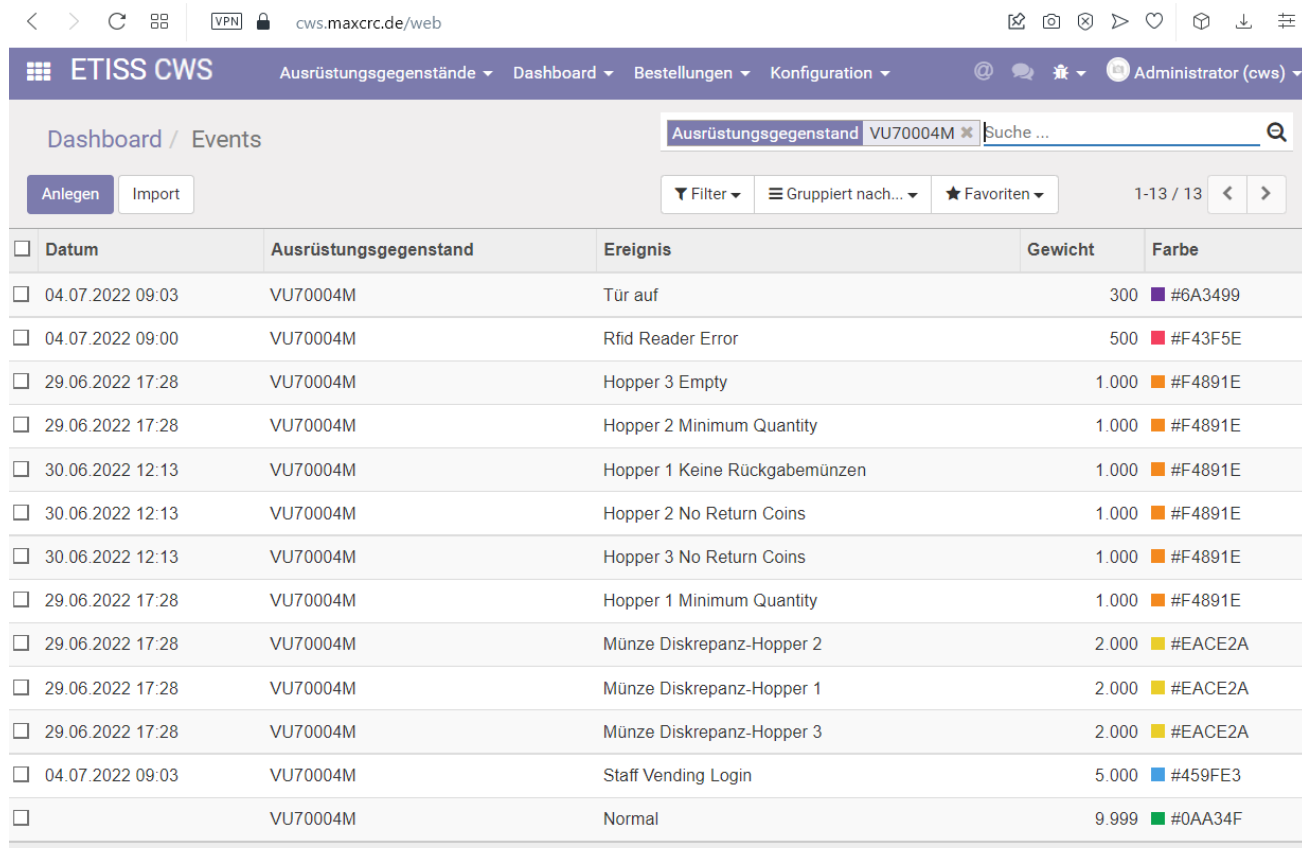 VPN cws.maxcrc.de/web
ETISS CWS Ausrüstungsgegenstände Dashboard Bestellungen Konfiguration @ Administrator (cws)
Dashboard / Events Ausrüstungsgegenstand VU70004M Suche ...
Anlegen Import Filter Gruppiert nach... Favoriten 1-13 / 13
Datum Ausrüstungsgegenstand Ereignis Gewicht Farbe
04.07.2022 09:03 VU70004M Tür auf 300 #6A3499
04.07.2022 09:00 VU70004M Rfid Reader Error 500 #F43F5E
29.06.2022 17:28 VU70004M Hopper 3 Empty 1.000 #F4891E
29.06.2022 17:28 VU70004M Hopper 2 Minimum Quantity 1.000 #F4891E
30.06.2022 12:13 VU70004M Hopper 1 Keine Rückgabemünzen 1.000 #F4891E
30.06.2022 12:13 VU70004M Hopper 2 No Return Coins 1.000 #F4891E
30.06.2022 12:13 VU70004M Hopper 3 No Return Coins 1.000 #F4891E
29.06.2022 17:28 VU70004M Hopper 1 Minimum Quantity 1.000 #F4891E
29.06.2022 17:28 VU70004M Münze Diskrepanz-Hopper 2 2.000 #EACE2A
29.06.2022 17:28 VU70004M Münze Diskrepanz-Hopper 1 2.000 #EACE2A
29.06.2022 17:28 VU70004M Münze Diskrepanz-Hopper 3 2.000 #EACE2A
04.07.2022 09:03 VU70004M Staff Vending Login 5.000 #459FE3
VU70004M Normal 9.999 #0AA34F